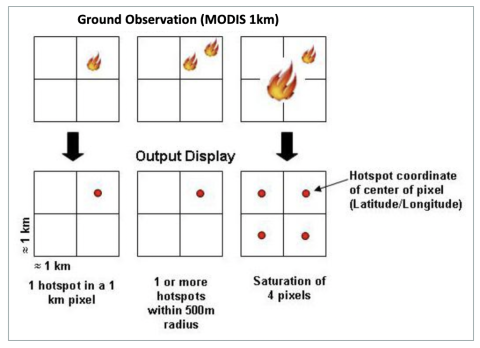 Ground Observation (MODIS 1km)
Output Display
Hotspot coordinate
of center of pixel
(Latitude/Longitude)
≈ 1 km
≈ 1 km
1 hotspot in a 1
km pixel
1 or more
hotspots
within 500m
radius
Saturation of
4 pixels